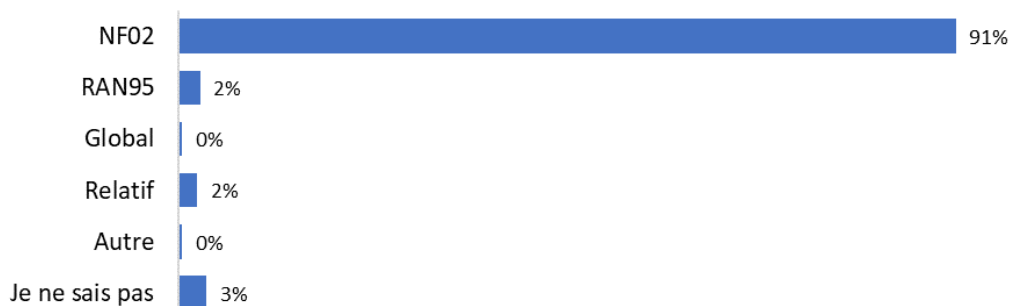 NF02 91%
RAN95 2%
Global 0%
Relatif 2%
Autre 0%
Je ne sais pas 3%